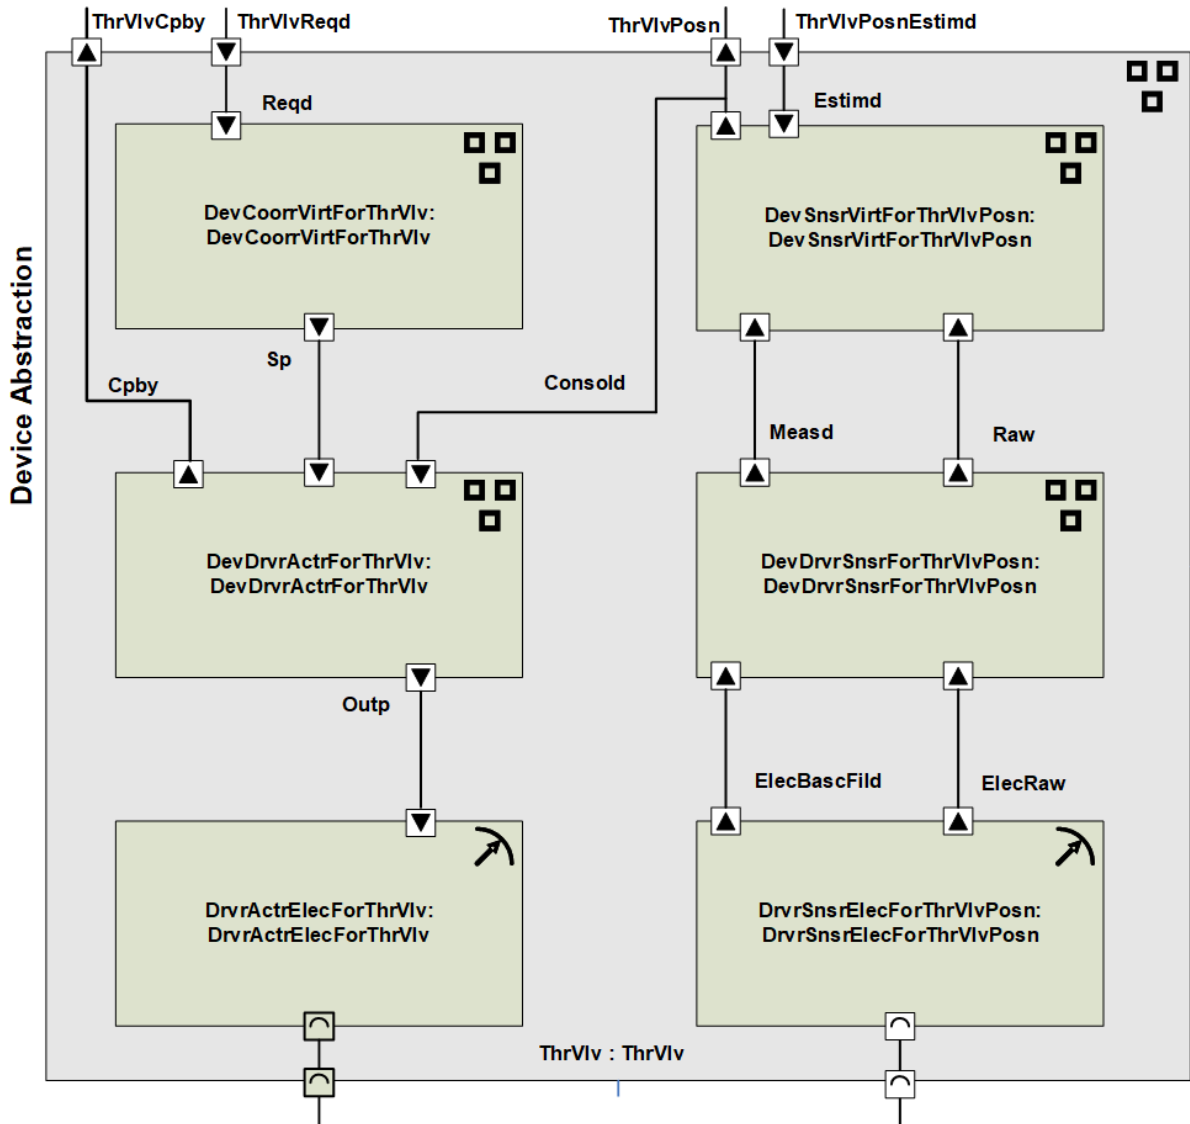 ThrVlvCpby
ThrVlvReqd
ThrVlvPosn
ThrVlvPosnEstimd
Reqd
Estimd
DevCoorrVirtForThrVlv:
DevCoorrVirtForThrVlv
DevSnsrVirtForThrVlvPosn:
DevSnsrVirtForThrVlvPosn
Device Abstraction
Sp
Cpby
Consold
Measd
Raw
DevDrvrActrForThrVlv:
DevDrvrActrForThrVlv
DevDrvrSnsrForThrVlvPosn:
DevDrvrSnsrForThrVlvPosn
Outp
ElecBascFild
ElecRaw
DrvrActrElecForThrVlv:
DrvrActrElecForThrVlv
DrvrSnsrElecForThrVlvPosn:
DrvrSnsrElecForThrVlvPosn
ThrVlv : ThrVlv